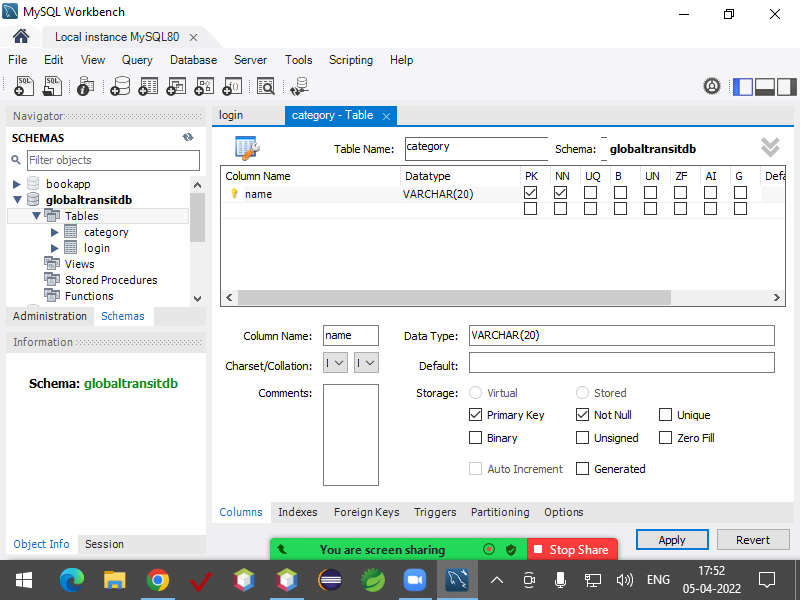 MySQL Workbench
Local instance MySQL80
File Edit View Query Database Server Tools Scripting Help
Navigator
SCHEMAS
Filter objects
bookapp
globaltransitdb
Tables
category
login
Views
Stored Procedures
Functions
Administration Schemas
Information
Schema: globaltransitdb
Object Info Session
login category - Table
Table Name: category Schema: globaltransitdb
Column Name Datatype PK NN UQ B UN ZF AI G Defa
name VARCHAR(20)
Column Name: name Data Type: VARCHAR(20)
Charset/Collation: Default:
Comments: Storage: Virtual Stored
Primary Key Not Null Unique
Binary Unsigned Zero Fill
Auto Increment Generated
Columns Indexes Foreign Keys Triggers Partitioning Options
Apply Revert
You are screen sharing Stop Share
ENG 17:52
05-04-2022